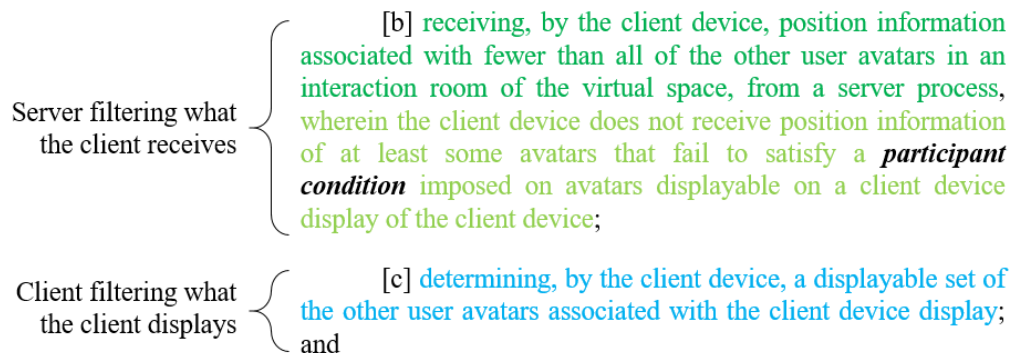 Server filtering what
the client receives
[b] receiving, by the client device, position information
associated with fewer than all of the other user avatars in an
interaction room of the virtual space, from a server process,
wherein the client device does not receive position information
of at least some avatars that fail to satisfy a participant
condition imposed on avatars displayable on a client device
display of the client device;
Client filtering what
the client displays
[c] determining, by the client device, a displayable set of
the other user avatars associated with the client device display;
and